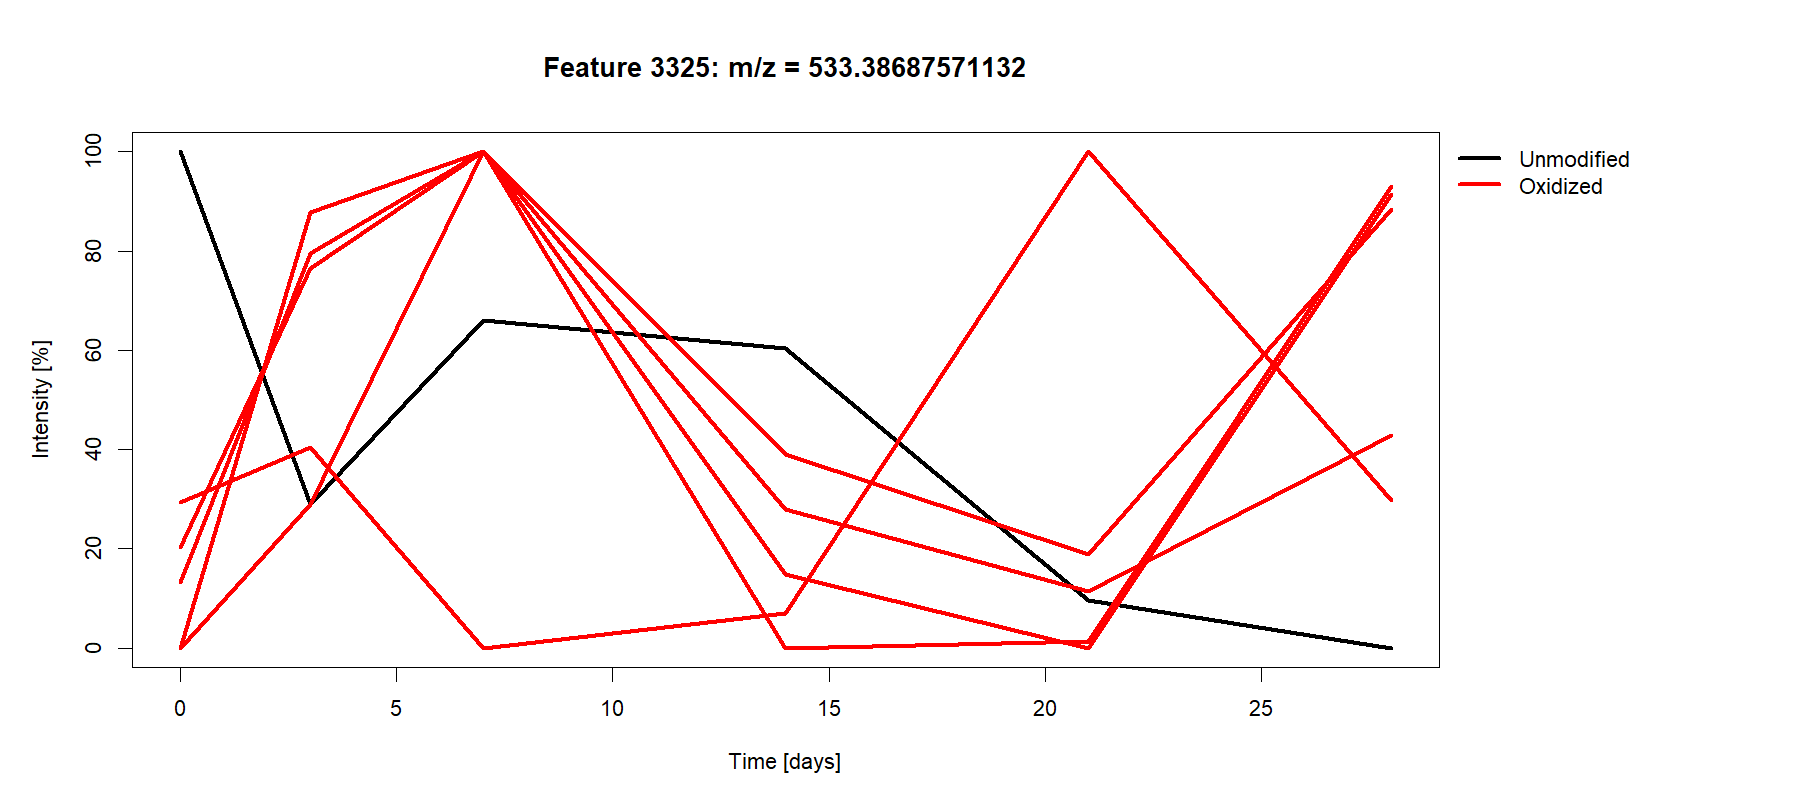 Feature 3325: m/z = 533.38687571132
Unmodified
Oxidized
Intensity [%]
100
80
60
40
20
0
0 5 10 15 20 25
Time [days]